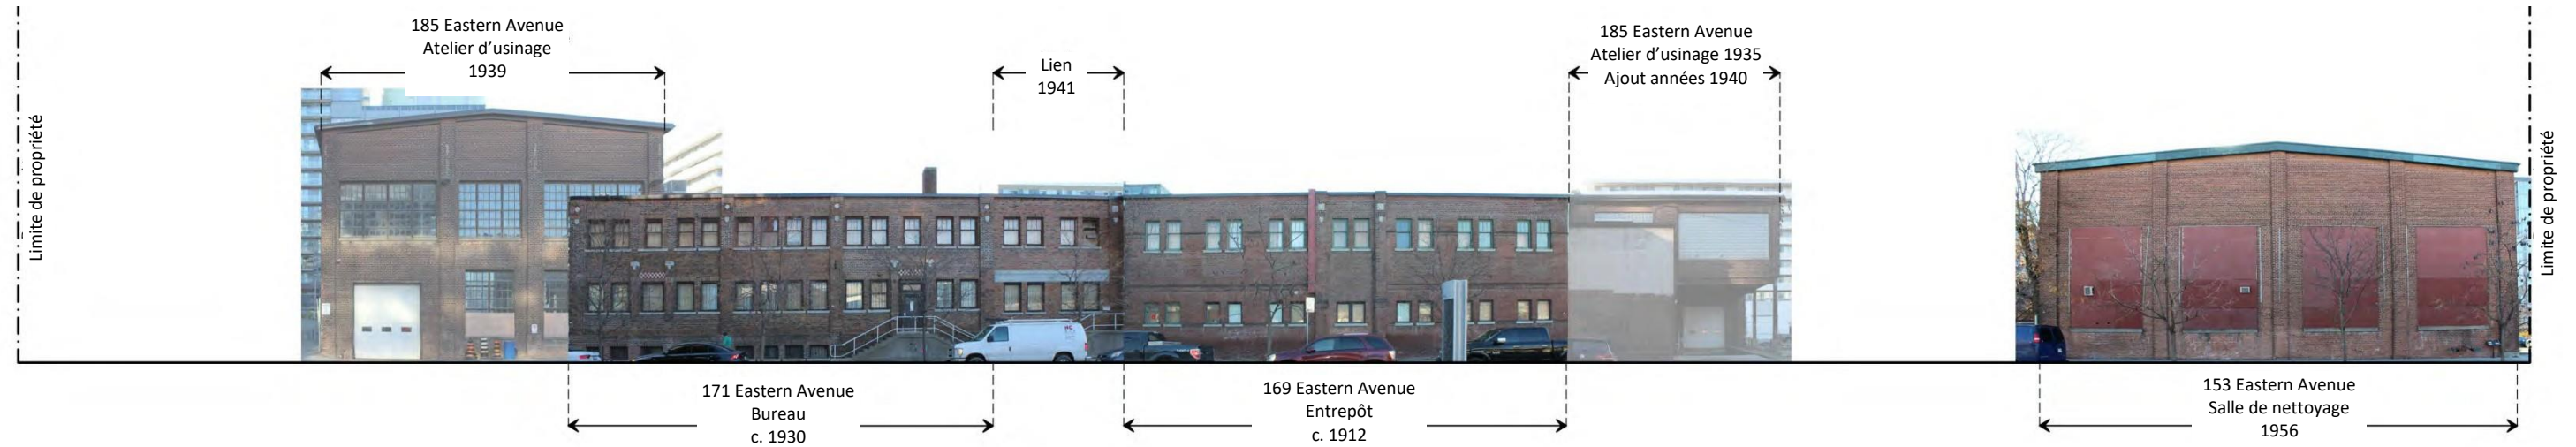 Limite de propriété
185 Eastern Avenue
Atelier d’usinage
1939
Lien
1941
185 Eastern Avenue
Atelier d’usinage 1935
Ajout années 1940
Limite de propriété
171 Eastern Avenue
Bureau
c. 1930
169 Eastern Avenue
Entrepôt
c. 1912
153 Eastern Avenue
Salle de nettoyage
1956